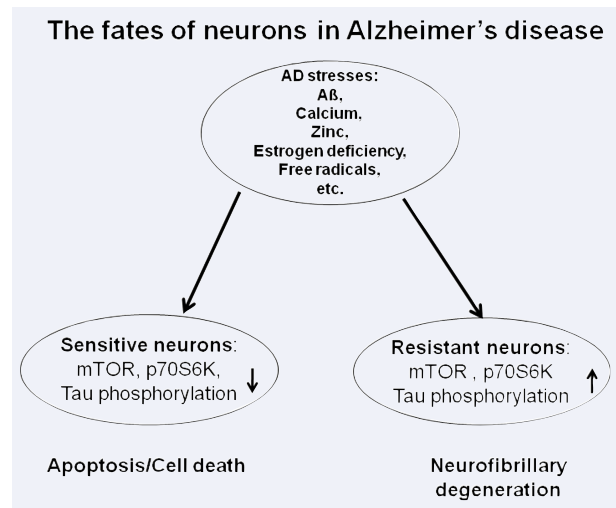 The fates of neurons in Alzheimer's disease
AD stresses:
Aß,
Calcium,
Zinc,
Estrogen deficiency,
Free radicals,
etc.
Sensitive neurons:
mTOR, p70S6K,
Tau phosphorylation ↓
Resistant neurons:
mTOR , p70S6K
Tau phosphorylation ↑
Apoptosis/Cell death
Neurofibrillary
degeneration